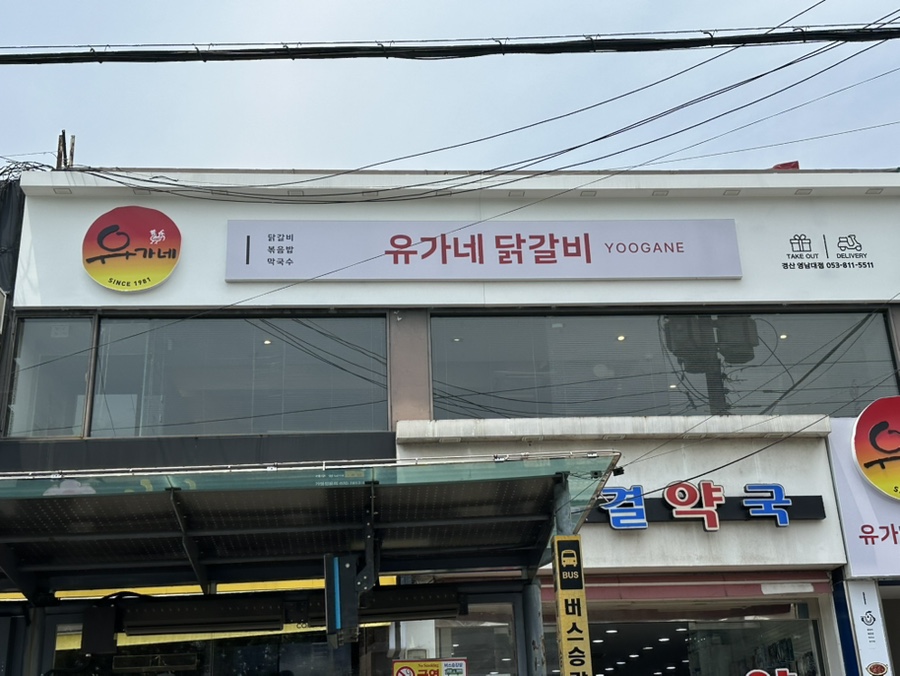 유가네
SINCE 1981
닭갈비
볶음밥
막국수
유가네 닭갈비 YOOGANE
TAKE OUT
DELIVERY
경산 영남대점 053-811-5511
결약국
유가
BUS
버스승
금연